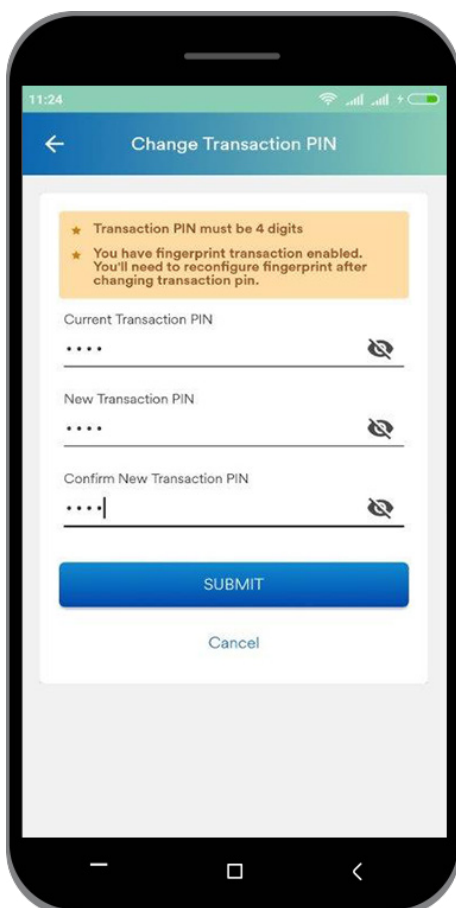 11:24
Change Transaction PIN
Transaction PIN must be 4 digits
You have fingerprint transaction enabled.
You'll need to reconfigure fingerprint after
changing transaction pin.
Current Transaction PIN
••••
New Transaction PIN
••••
Confirm New Transaction PIN
••••
SUBMIT
Cancel